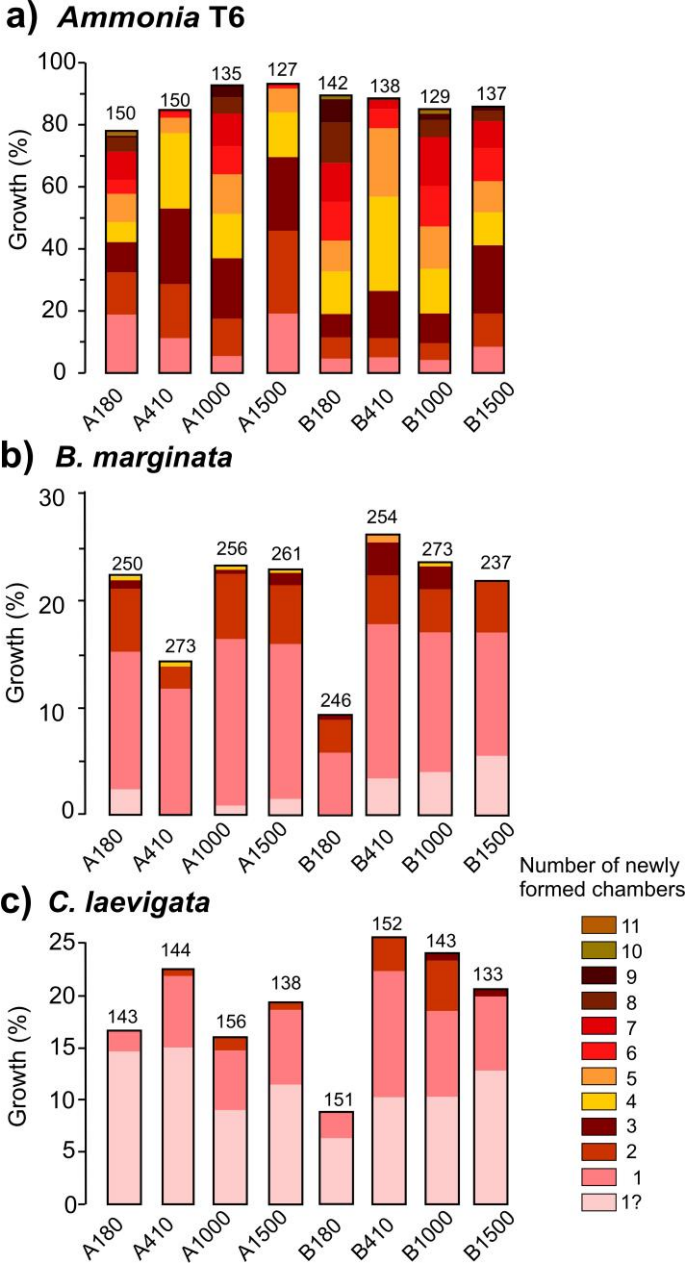 a) Ammonia T6
Growth (%)
100
80
60
40
20
0
150
150
135
127
142
138
129
137
A180
A410
A1000
A1500
B180
B410
B1000
B1500
b) B. marginata
Growth (%)
30
20
10
0
250
273
256
261
246
254
273
237
A180
A410
A1000
A1500
B180
B410
B1000
B1500
c) C. laevigata
Growth (%)
25
20
15
10
5
0
143
144
156
138
151
152
143
133
A180
A410
A1000
A1500
B180
B410
B1000
B1500
Number of newly
formed chambers
11
10
9
8
7
6
5
4
3
2
1
1?